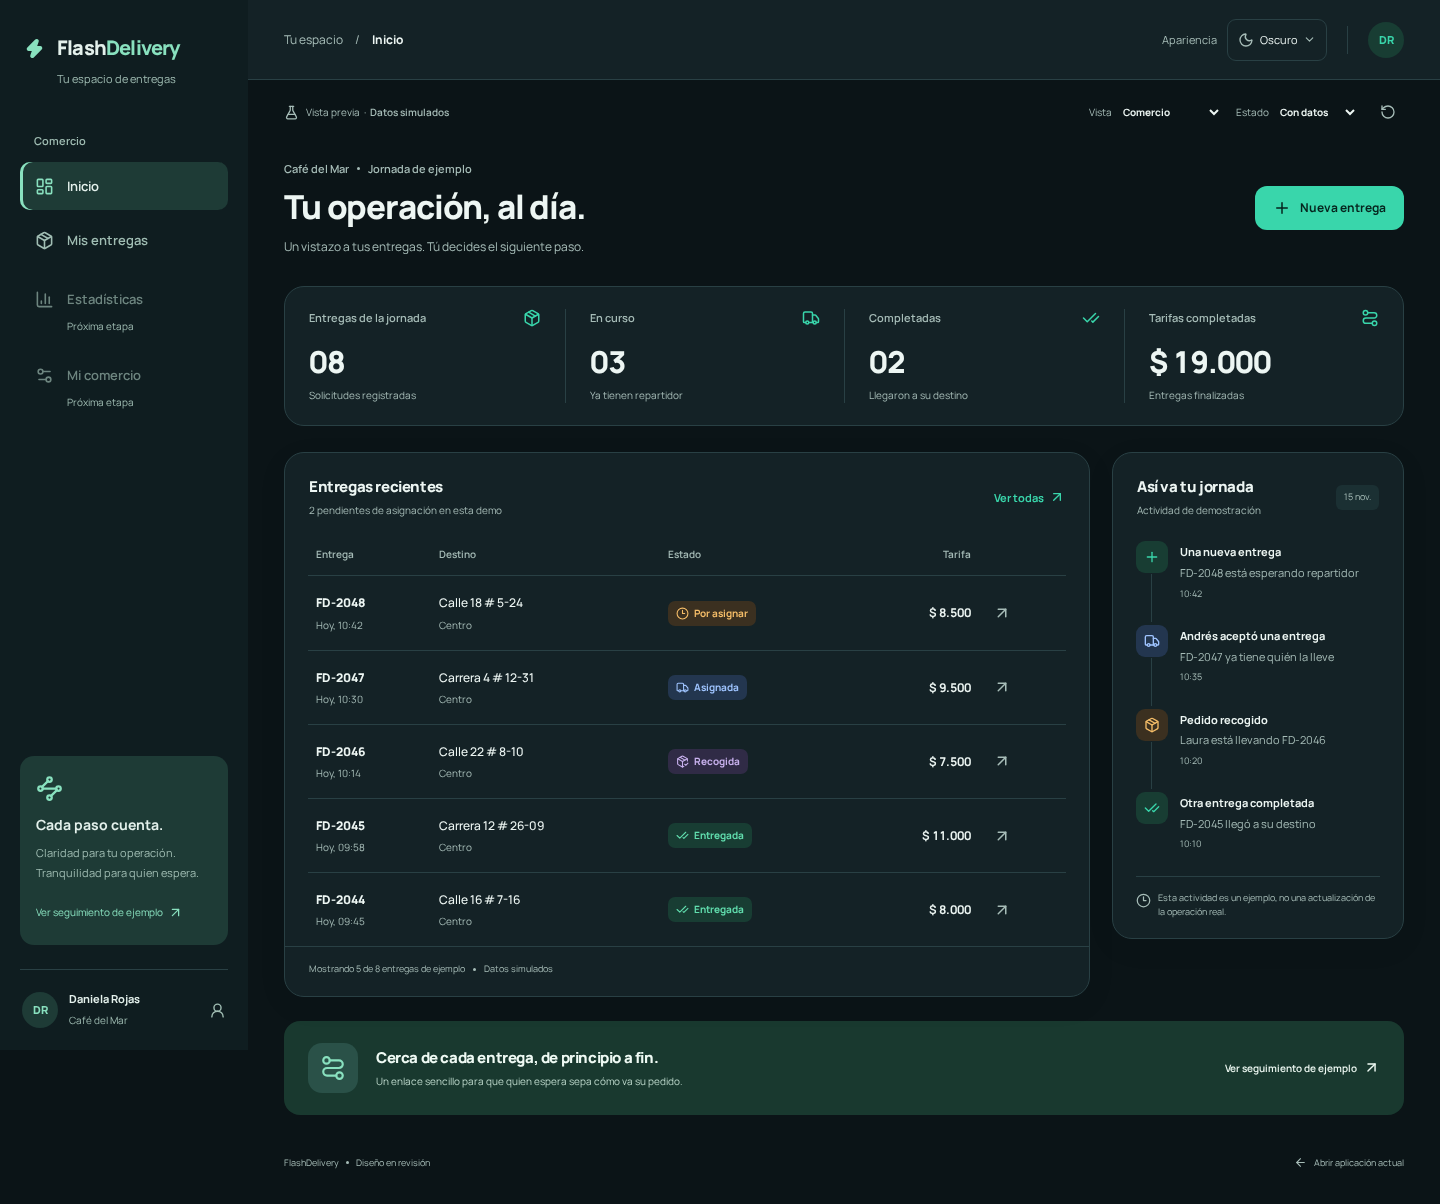 FlashDelivery
Tu espacio de entregas
Comercio
Inicio
Mis entregas
Estadísticas
Próxima etapa
Mi comercio
Próxima etapa
Cada paso cuenta.
Claridad para tu operación.
Tranquilidad para quien espera.
Ver seguimiento de ejemplo
DR
Daniela Rojas
Café del Mar
Tu espacio / Inicio
Apariencia
Oscuro
DR
Vista previa · Datos simulados
Vista Comercio
Estado Con datos
Café del Mar • Jornada de ejemplo
Tu operación, al día.
Un vistazo a tus entregas. Tú decides el siguiente paso.
Nueva entrega
Entregas de la jornada
08
Solicitudes registradas
En curso
03
Ya tienen repartidor
Completadas
02
Llegaron a su destino
Tarifas completadas
$ 19.000
Entregas finalizadas
Entregas recientes
2 pendientes de asignación en esta demo
Ver todas
Entrega Destino Estado Tarifa
FD-2048 Calle 18 # 5-24 Por asignar $ 8.500
Hoy, 10:42 Centro
FD-2047 Carrera 4 # 12-31 Asignada $ 9.500
Hoy, 10:30 Centro
FD-2046 Calle 22 # 8-10 Recogida $ 7.500
Hoy, 10:14 Centro
FD-2045 Carrera 12 # 26-09 Entregada $ 11.000
Hoy, 09:58 Centro
FD-2044 Calle 16 # 7-16 Entregada $ 8.000
Hoy, 09:45 Centro
Mostrando 5 de 8 entregas de ejemplo • Datos simulados
Así va tu jornada
Actividad de demostración
15 nov.
Una nueva entrega
FD-2048 está esperando repartidor
10:42
Andrés aceptó una entrega
FD-2047 ya tiene quién la lleve
10:35
Pedido recogido
Laura está llevando FD-2046
10:20
Otra entrega completada
FD-2045 llegó a su destino
10:10
Esta actividad es un ejemplo, no una actualización de
la operación real.
Cerca de cada entrega, de principio a fin.
Un enlace sencillo para que quien espera sepa cómo va su pedido.
Ver seguimiento de ejemplo
FlashDelivery • Diseño en revisión
Abrir aplicación actual